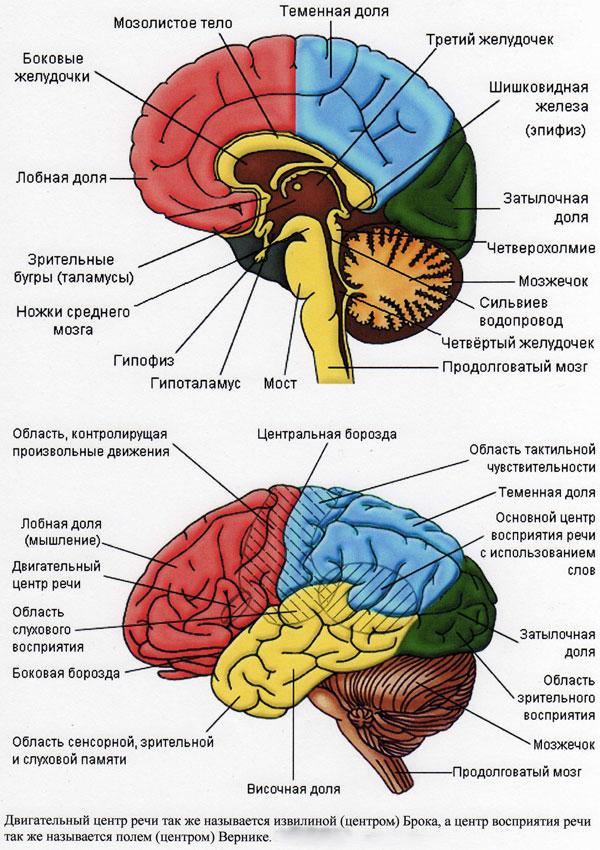 Теменная доля
Мозолистое тело
Третий желудочек
Боковые
желудочки
Шишковидная
железа
(эпифиз)
Лобная доля
Затылочная
доля
Четверохолмие
Зрительные
бугры (таламусы)
Мозжечок
Сильвиев
водопровод
Ножки среднего
мозга
Четвёртый желудочек
Гипофиз
Продолговатый мозг
Гипоталамус
Мост
Область, контролирущая
произвольные движения
Центральная борозда
Область тактильной
чувствительности
Теменная доля
Основной центр
восприятия речи
с использованием
слов
Лобная доля
(мышление)
Двигательный
центр речи
Область
слухового
восприятия
Затылочная
доля
Боковая борозда
Область
зрительного
восприятия
Область сенсорной, зрительной
и слуховой памяти
Мозжечок
Продолговатый мозг
Височная доля
Двигательный центр речи так же называется извилиной (центром) Брока, а центр восприятия речи
так же называется полем (центром) Вернике.